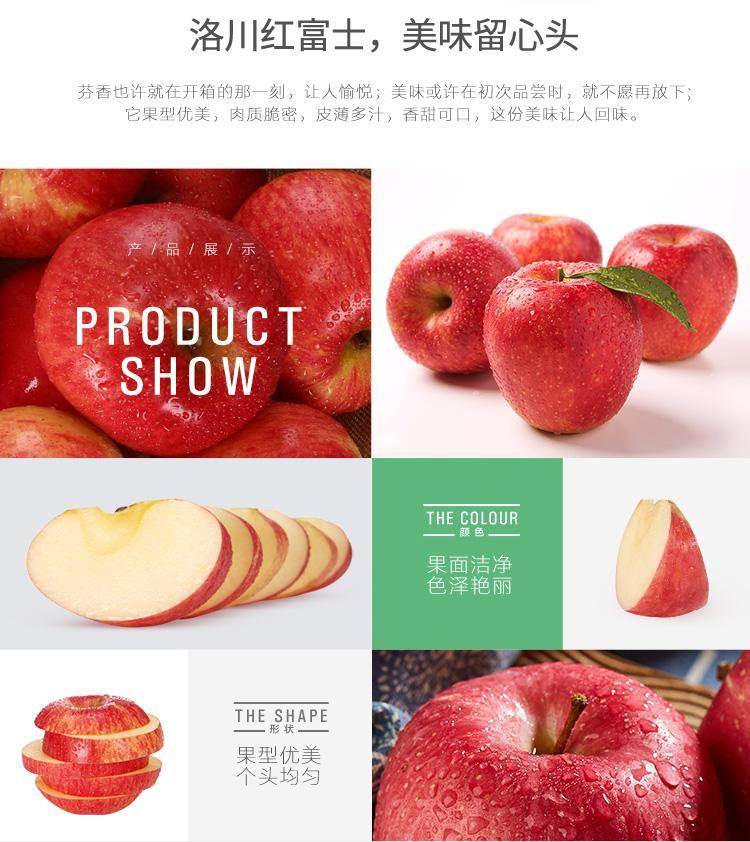 洛川红富士，美味留心头
芬香也许就在开箱的那一刻，让人愉悦；美味或许在初次品尝时，就不愿再放下；
它果型优美，肉质脆密，皮薄多汁，香甜可口，这份美味让人回味。
产/品/展/示
PRODUCT
SHOW
THE COLOUR
颜色
果面洁净
色泽艳丽
THE SHAPE
形状
果型优美
个头均匀